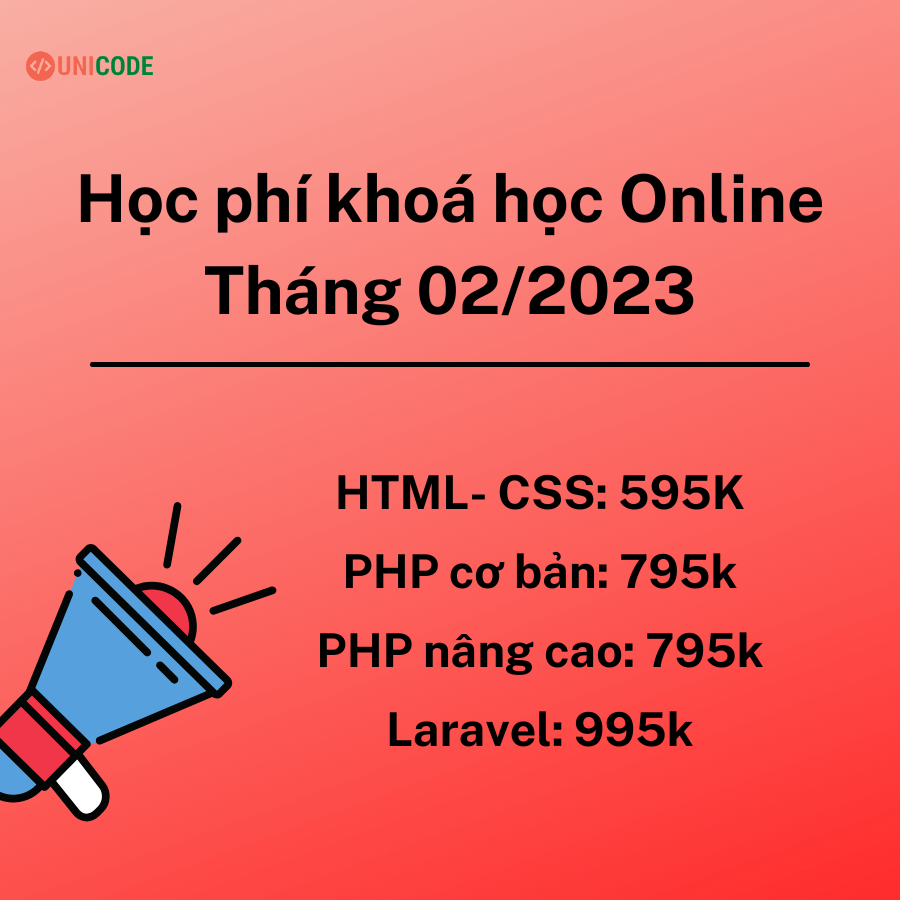 UNICODE
Học phí khoá học Online
Tháng 02/2023
HTML- CSS: 595K
PHP cơ bản: 795k
PHP nâng cao: 795k
Laravel: 995k